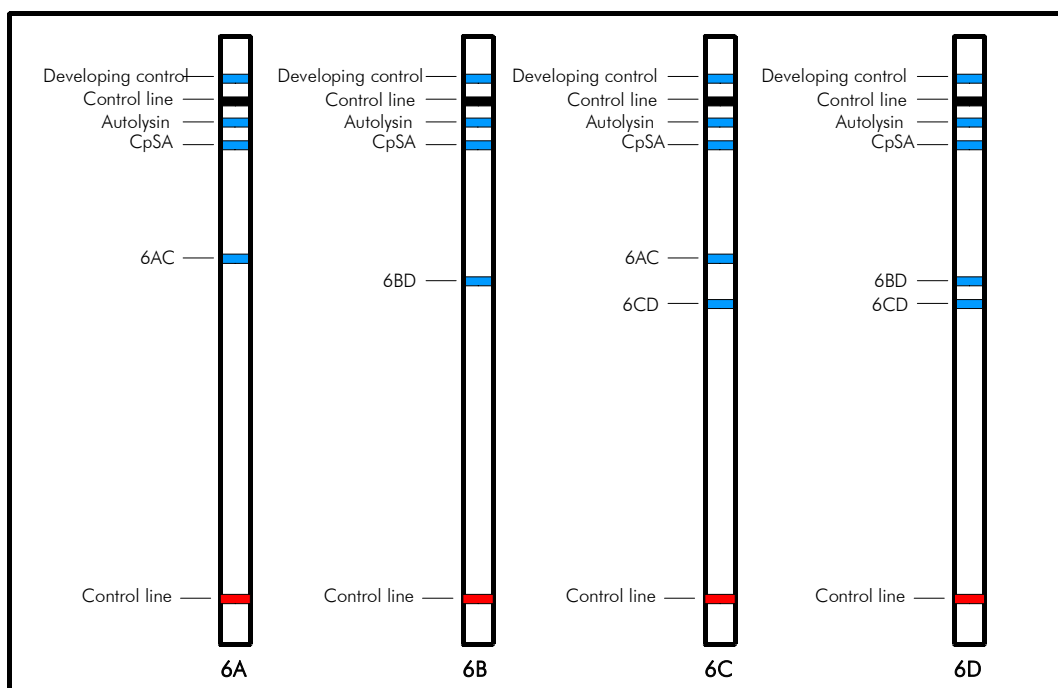 Developing control
Control line
Autolysin
CpSA
6AC
Control line
6A
Developing control
Control line
Autolysin
CpSA
6BD
Control line
6B
Developing control
Control line
Autolysin
CpSA
6AC
6CD
Control line
6C
Developing control
Control line
Autolysin
CpSA
6BD
6CD
Control line
6D